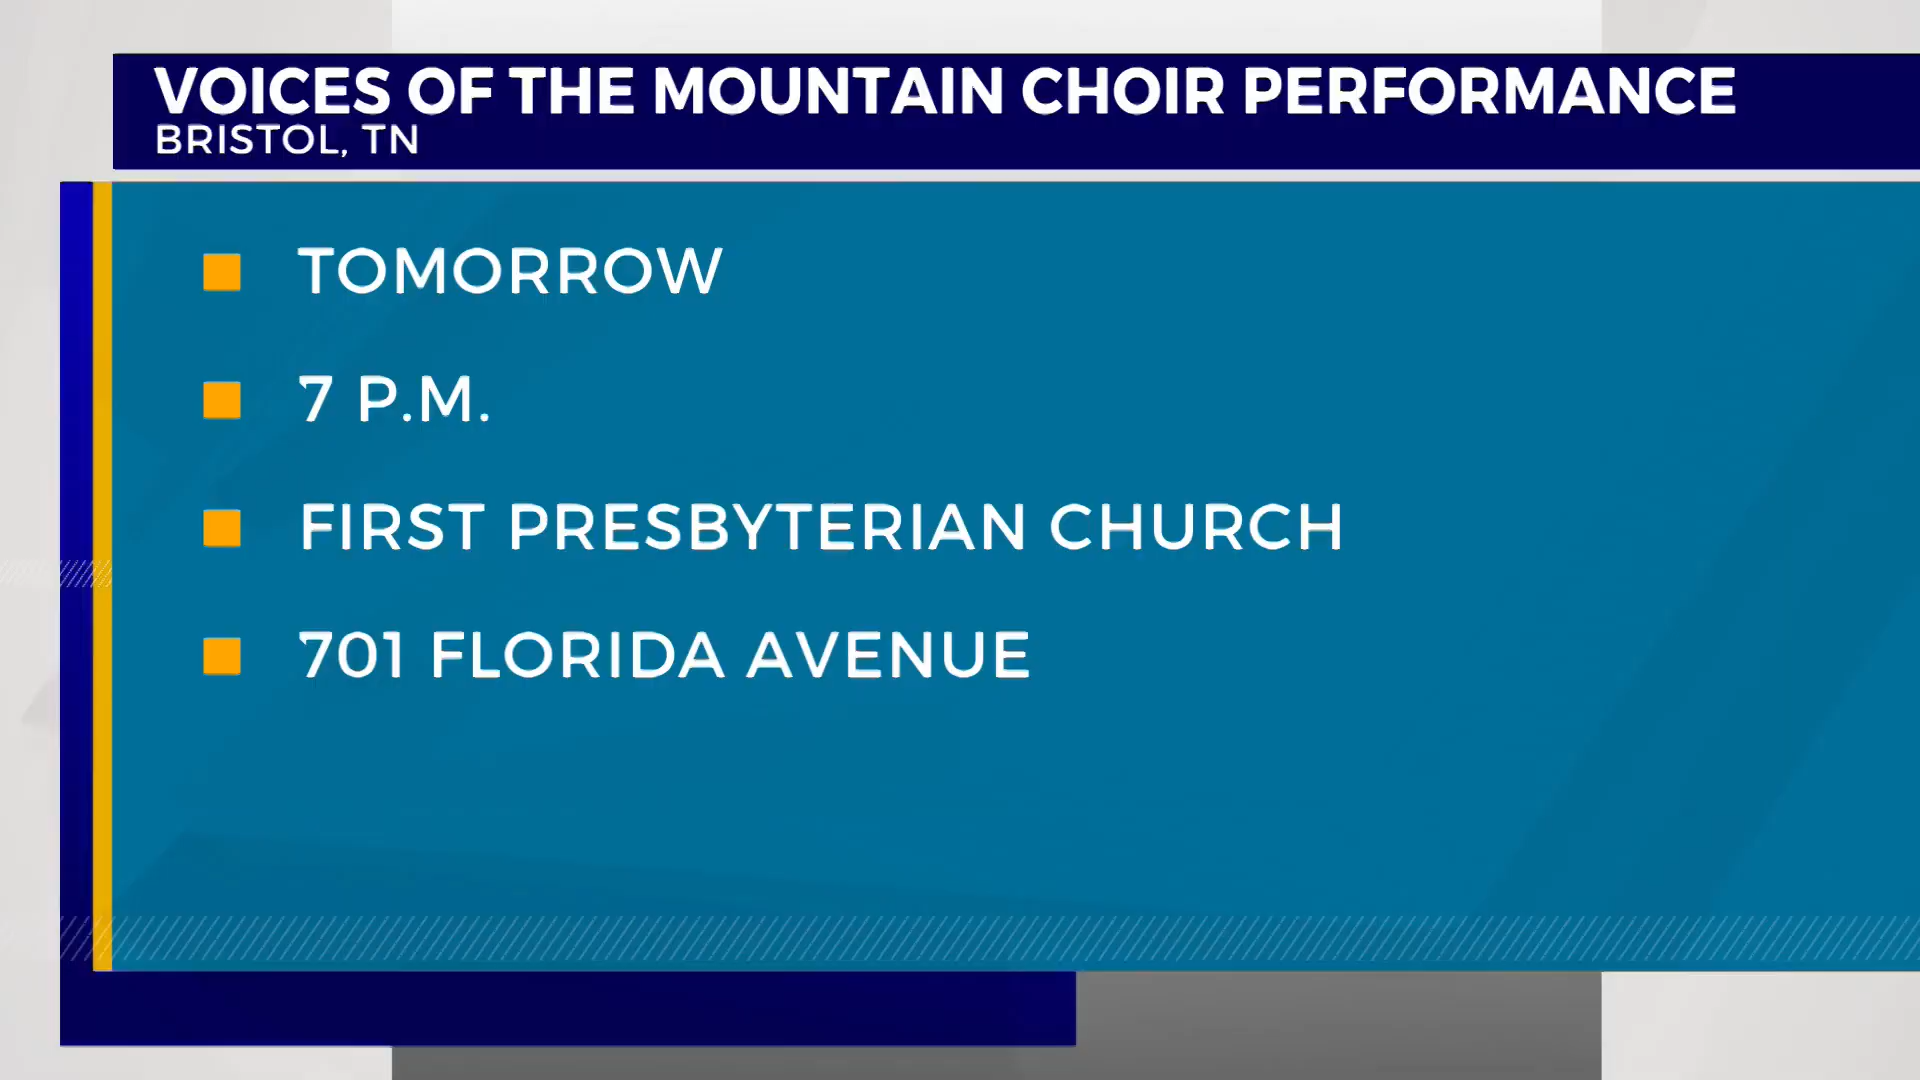 VOICES OF THE MOUNTAIN CHOIR PERFORMANCE
BRISTOL, TN
TOMORROW
7 P.M.
FIRST PRESBYTERIAN CHURCH
701 FLORIDA AVENUE